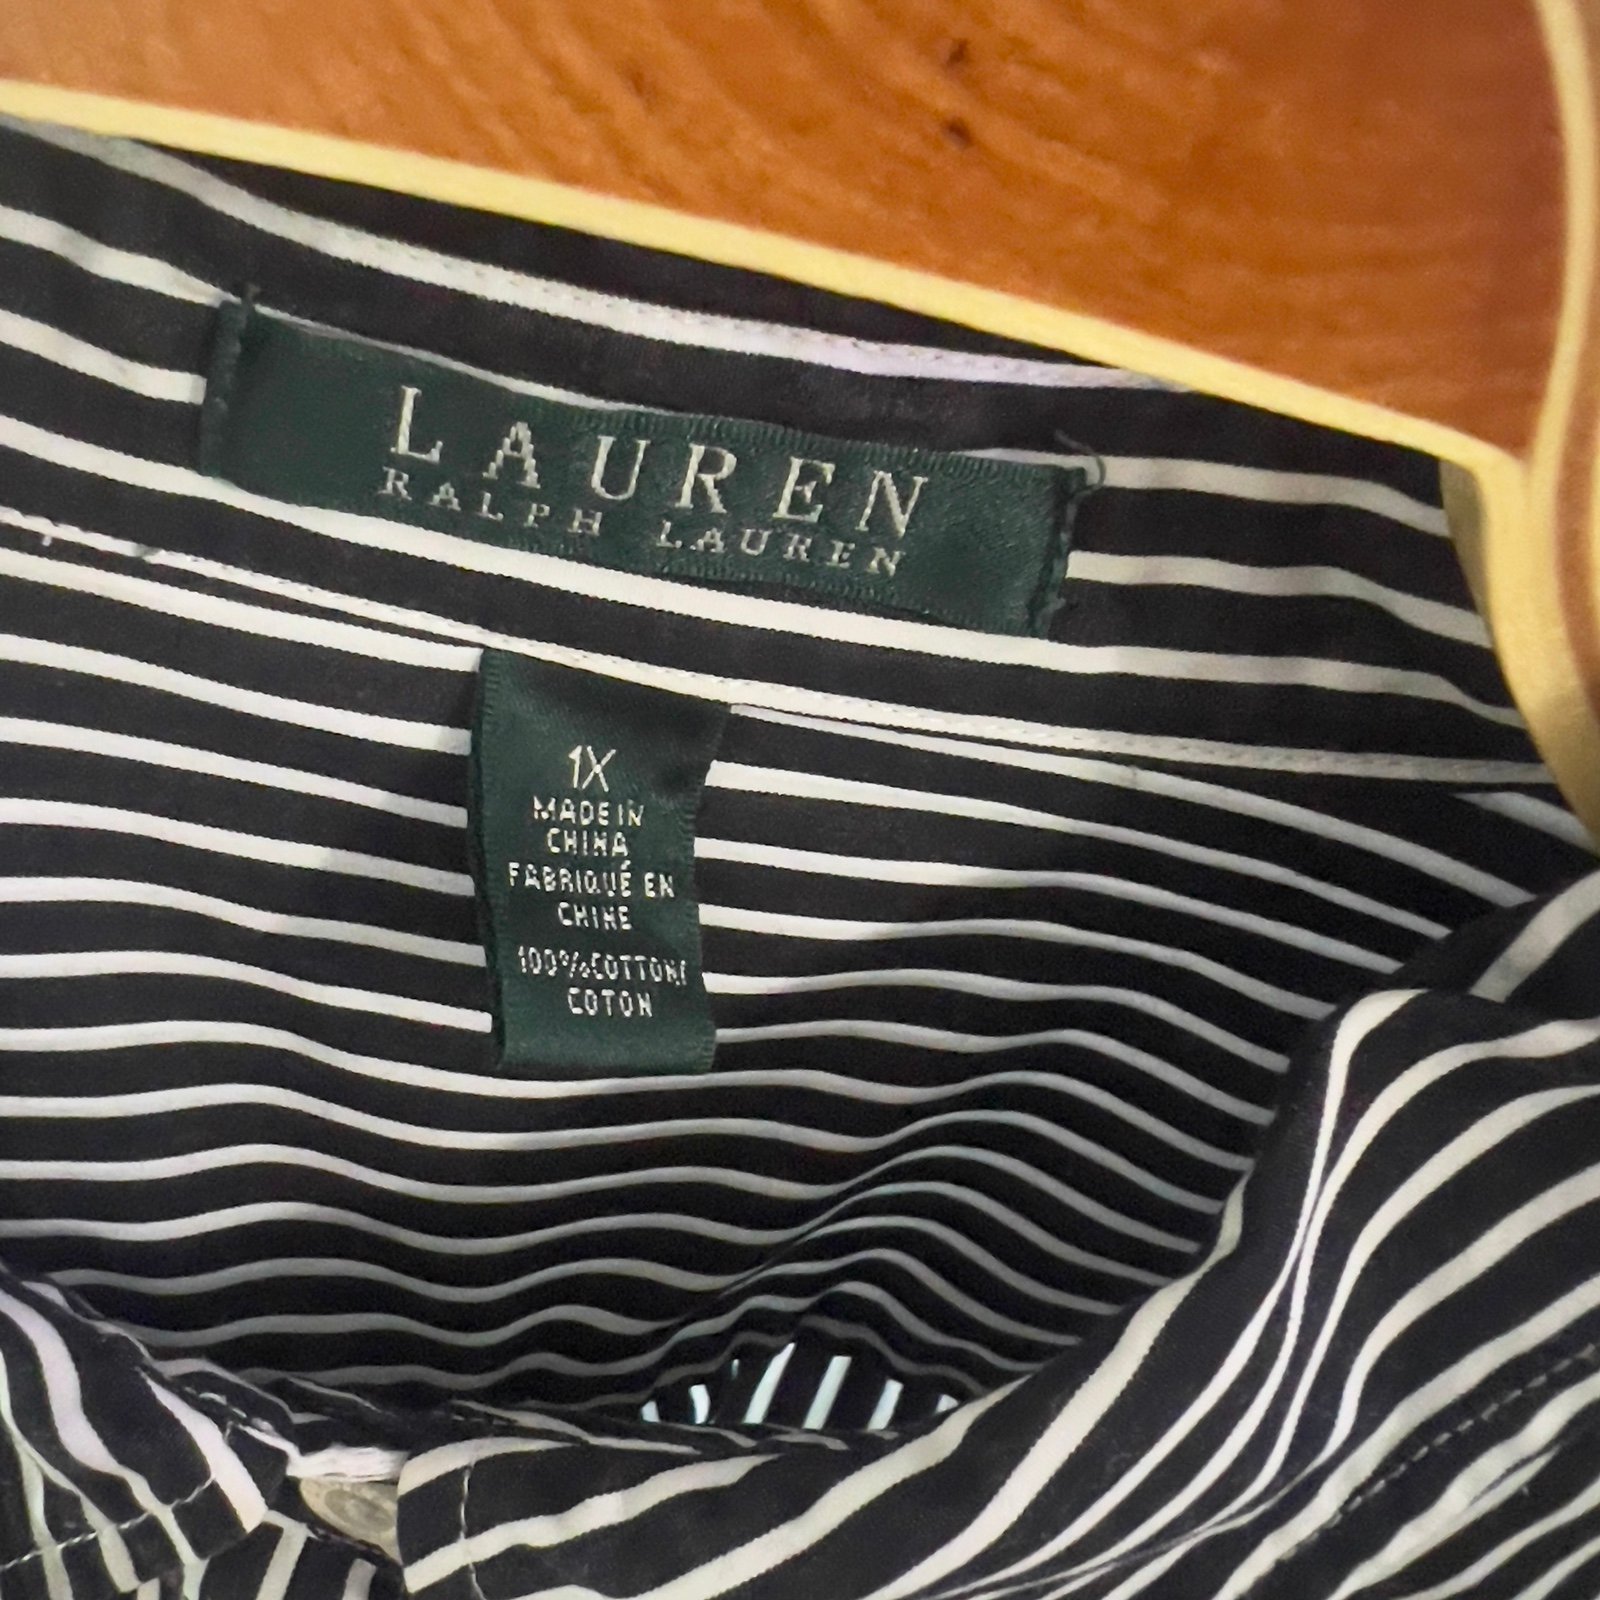 LAUREN
RALPH LAUREN
1X
MADE IN
CHINA
FABRIQUÉ EN
CHINE
100%COTTON/
COTON